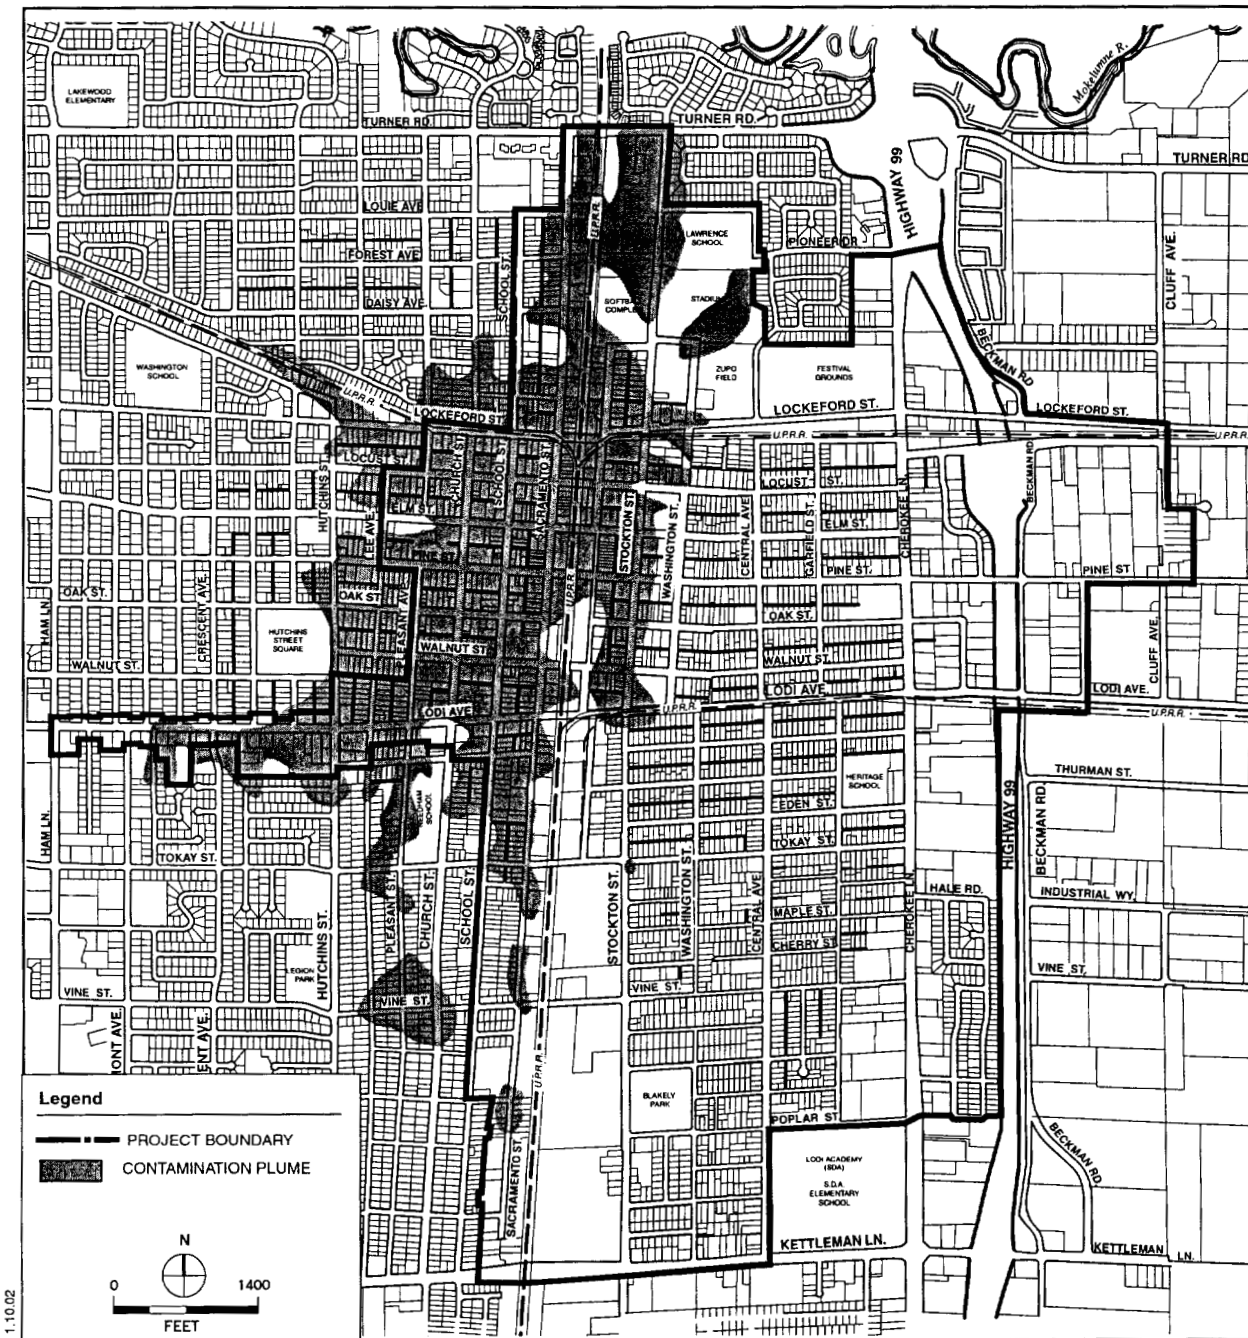 LAKEWOOD
ELEMENTARY
TURNER RD.
TURNER RD.
Mokelumne R.
TURNER RD
HIGHWAY 99
LOUIE AVE
U.P.R.R.
LAWRENCE
SCHOOL
PIONEER DR
FOREST AVE
SCHOOL ST.
CLUFF AVE.
DAISY AVE.
STADIU
WASHINGTON
SCHOOL
BECKMAN RD
U.P.R.R.
ZUPO
FIELD
FESTIVAL
GROUNDS
LOCKEFORD ST.
LOCKEFORD ST.
LOCKEFORD ST.
U.P.R.R.
U.P.R.R.
LOCUST ST.
CHURCH ST.
SCHOOL ST.
SACRAMENTO ST.
BECKMAN RD
LOCUST ST.
HUTCHINS ST.
ELM ST.
STOCKTON ST.
WASHINGTON ST.
CENTRAL AVE
GARFIELD ST.
ELM ST.
CHEROKEE LN.
LEE AVE.
PINE ST.
PINE ST.
PINE ST
U.P.R.R.
OAK ST.
CRESCENT AVE.
OAK ST
PLEASANT AVE.
OAK ST.
HAM LN.
HUTCHINS
STREET
SQUARE
WALNUT ST.
WALNUT ST.
WALNUT ST.
CLUFF AVE.
LODI AVE.
LODI AVE.
LODI AVE.
U.P.R.R.
U.P.R.R.
THURMAN ST.
HERITAGE
SCHOOL
HIGHWAY 99
BECKMAN RD.
HAM LN.
SCHOOL
EDEN ST.
TOKAY ST.
TOKAY ST.
PLEASANT ST.
CHURCH ST.
SCHOOL ST.
STOCKTON ST.
WASHINGTON ST.
CENTRAL AVE
CHEROKEE LN.
HALE RD.
INDUSTRIAL WY.
MAPLE ST.
CHERRY ST
HUTCHINS ST.
LEGION
PARK
VINE ST.
VINE ST.
VINE ST.
VINE ST.
MONT AVE.
ENT AVE.
U.P.R.R.
BLAKELY
PARK
POPLAR ST.
BECKMAN RD.
SACRAMENTO ST
LODI ACADEMY
(SDA)
S.D.A.
ELEMENTARY
SCHOOL
KETTLEMAN LN.
KETTLEMAN LN.
Legend
PROJECT BOUNDARY
CONTAMINATION PLUME
N
0 1400
FEET
1.10.02